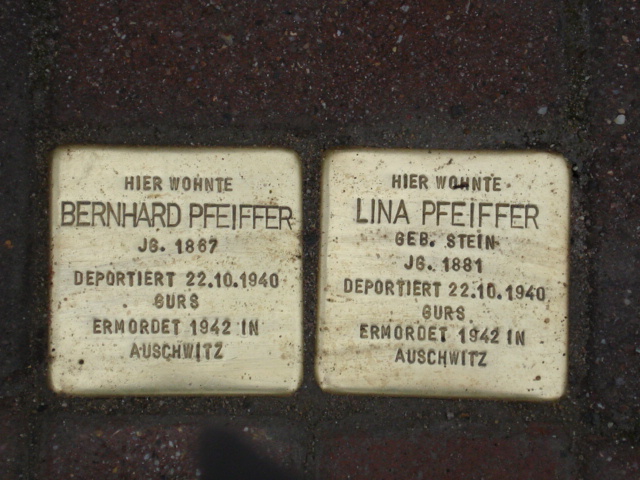 HIER WOHNTE
BERNHARD PFEIFFER
JG. 1867
DEPORTIERT 22.10.1940
GURS
ERMORDET 1942 IN
AUSCHWITZ
HIER WOHNTE
LINA PFEIFFER
GEB. STEIN
JG. 1881
DEPORTIERT 22.10.1940
GURS
ERMORDET 1942 IN
AUSCHWITZ